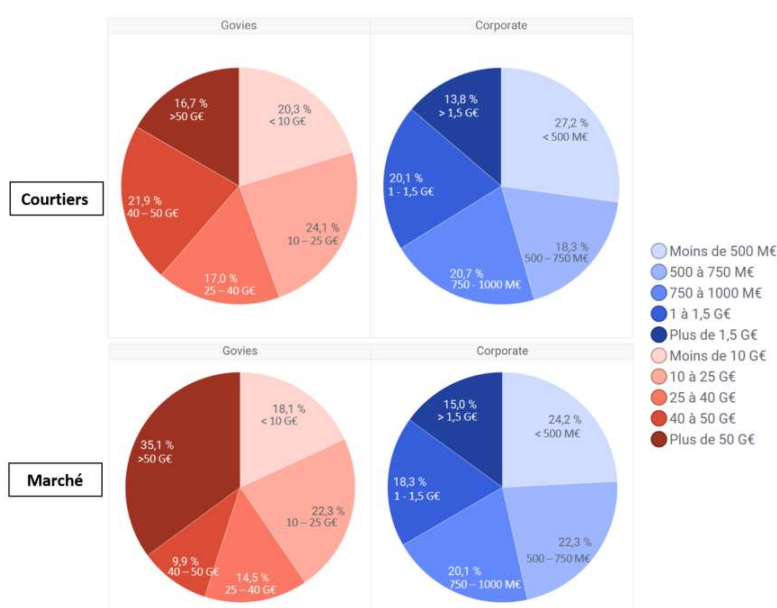 Govies
Corporate
16,7 %
>50 G€
20,3 %
< 10 G€
21,9 %
40 – 50 G€
24,1 %
10 – 25 G€
17,0 %
25 – 40 G€
13,8 %
> 1,5 G€
27,2 %
< 500 M€
20,1 %
1 - 1,5 G€
18,3 %
500 – 750 M€
20,7 %
750 - 1000 M€
Courtiers
Moins de 500 M€
500 à 750 M€
750 à 1000 M€
1 à 1,5 G€
Plus de 1,5 G€
Moins de 10 G€
10 à 25 G€
25 à 40 G€
40 à 50 G€
Plus de 50 G€
Govies
Corporate
18,1 %
< 10 G€
35,1 %
>50 G€
22,3 %
10 – 25 G€
9,9 %
40 – 50 G€
14,5 %
25 – 40 G€
15,0 %
> 1,5 G€
24,2 %
< 500 M€
18,3 %
1 - 1,5 G€
22,3 %
500 – 750 M€
20,1 %
750 – 1000 M€
Marché